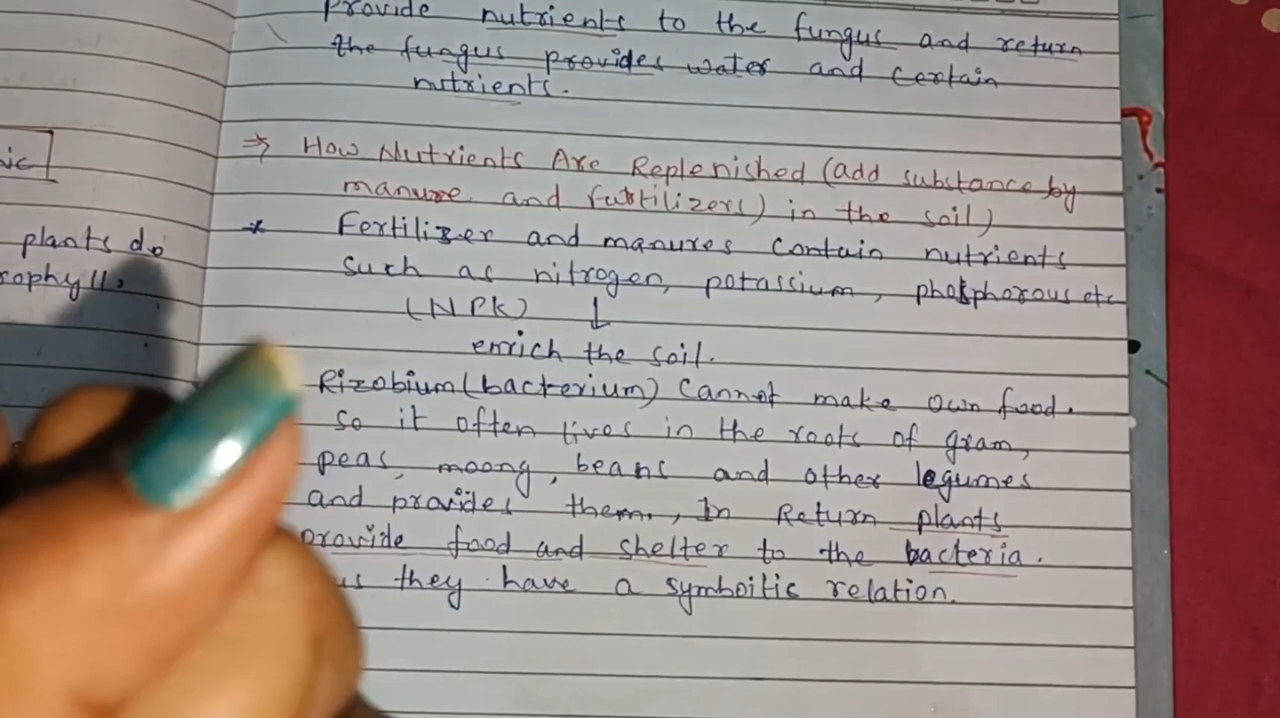 Provide nutrients to the fungus and return
the fungus provides water and certain
nutrients.
ic
⇒ How Nutrients Are Replenished (add substance by
manure and futtilizers) in the soil)
plants do
* Fertilizer and manures contain nutrients
rophyll.
such as nitrogen, potassium, phosphorous etc
(NPK) ↓
enrich the soil.
Rizobium (bacterium) Cannot make own food.
So it often lives in the roots of gram,
peas, moong, beans and other legumes
and provides them, In Return plants
provide food and shelter to the bacteria.
us they have a symboitic relation.